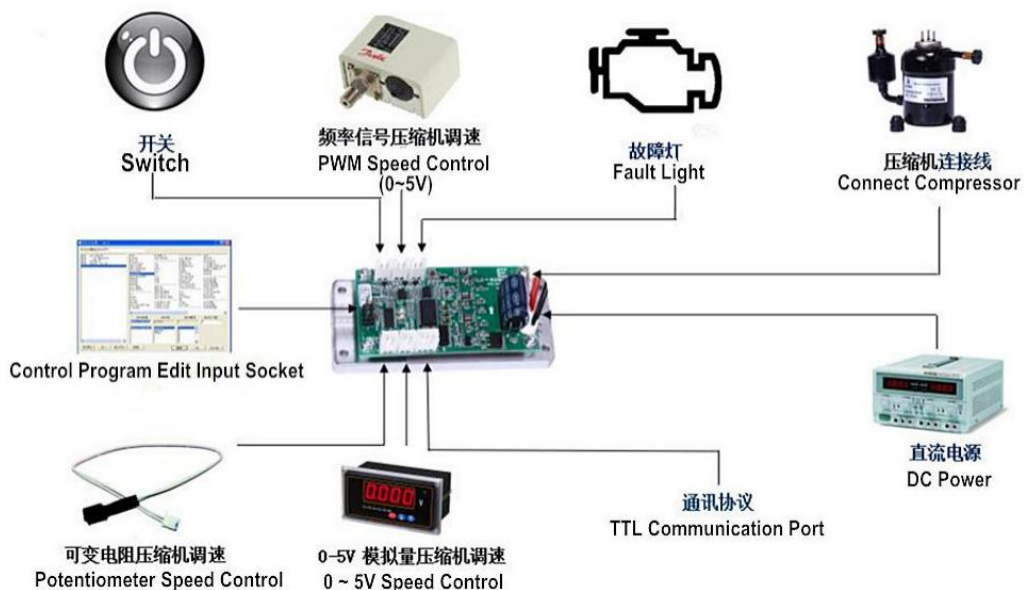 开关
Switch
频率信号压缩机调速
PWM Speed Control
(0~5V)
故障灯
Fault Light
压缩机连接线
Connect Compressor
Control Program Edit Input Socket
直流电源
DC Power
通讯协议
TTL Communication Port
可变电阻压缩机调速
Potentiometer Speed Control
0.000
V
0-5V 模拟量压缩机调速
0 ~ 5V Speed Control